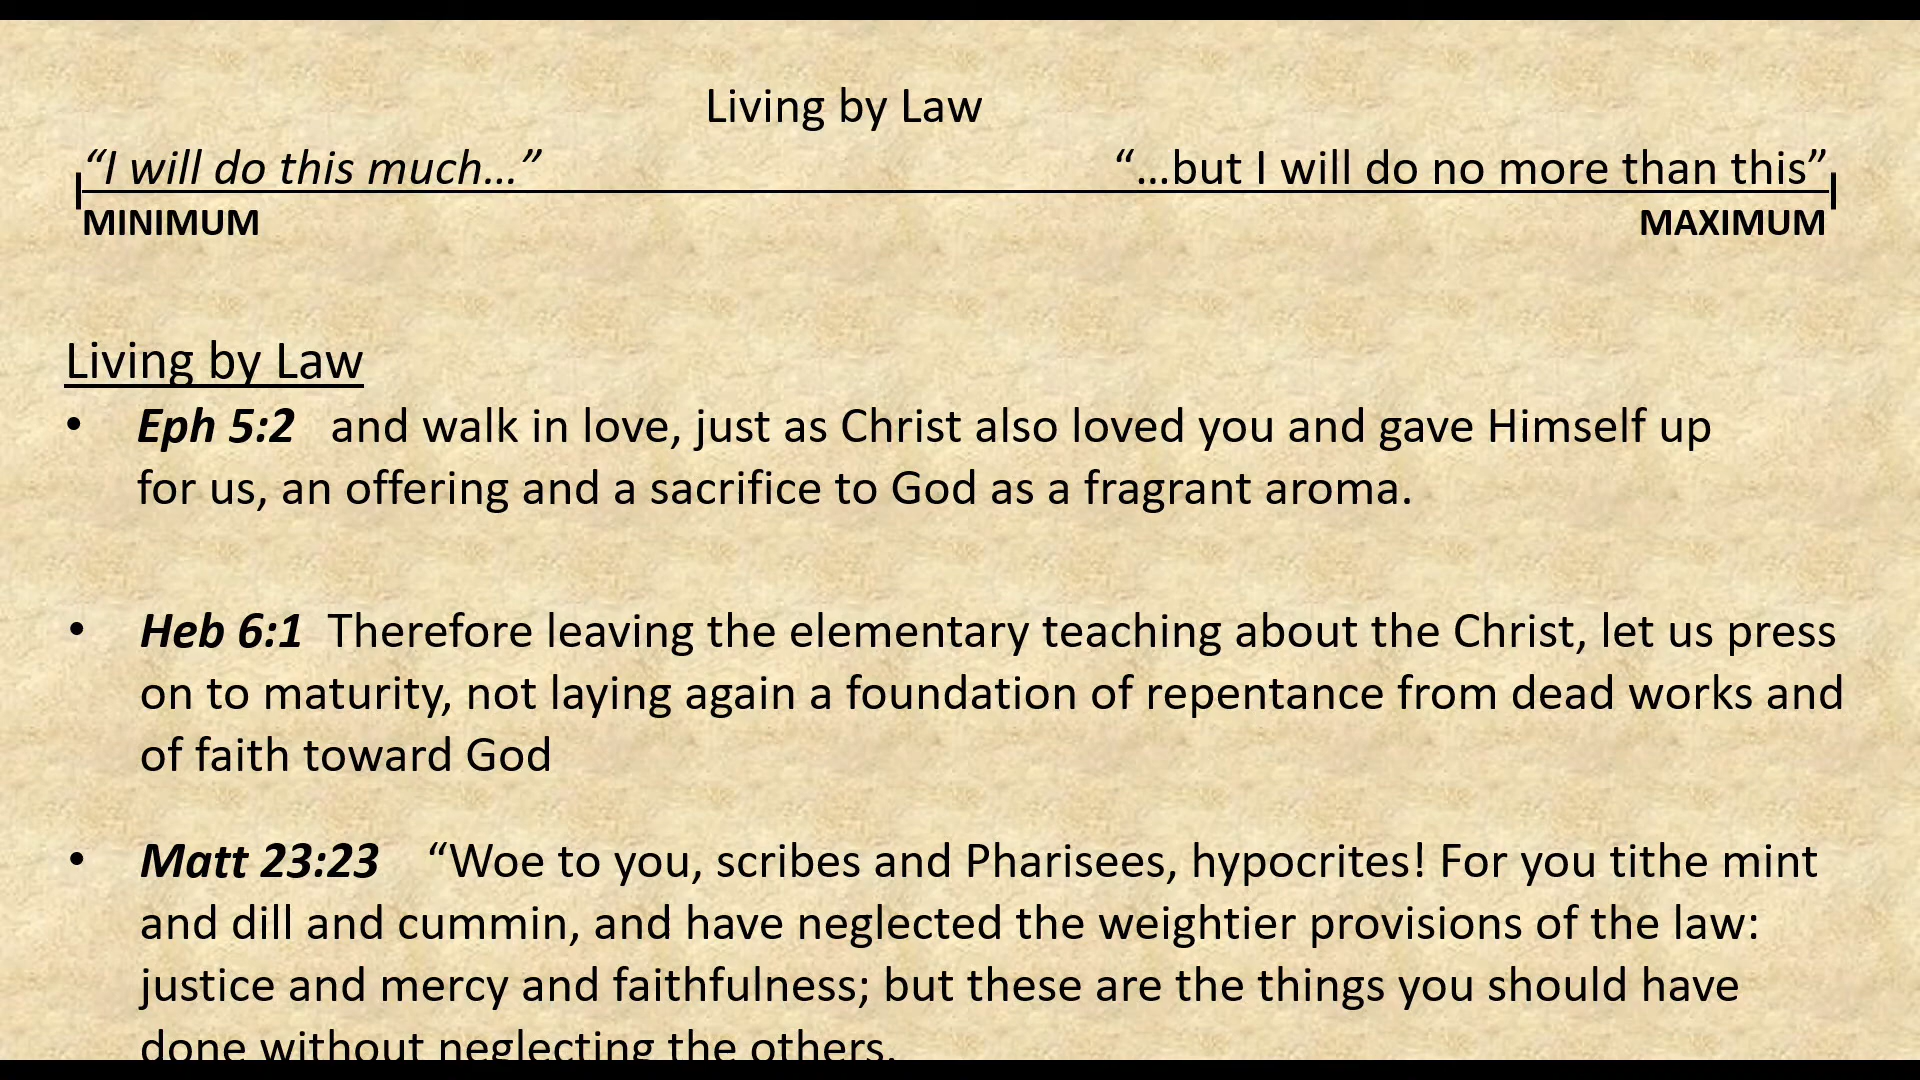 Living by Law
“I will do this much…” “…but I will do no more than this”
MINIMUM MAXIMUM
Living by Law
• Eph 5:2 and walk in love, just as Christ also loved you and gave Himself up
for us, an offering and a sacrifice to God as a fragrant aroma.
• Heb 6:1 Therefore leaving the elementary teaching about the Christ, let us press
on to maturity, not laying again a foundation of repentance from dead works and
of faith toward God
• Matt 23:23 “Woe to you, scribes and Pharisees, hypocrites! For you tithe mint
and dill and cummin, and have neglected the weightier provisions of the law:
justice and mercy and faithfulness; but these are the things you should have
done without neglecting the others.